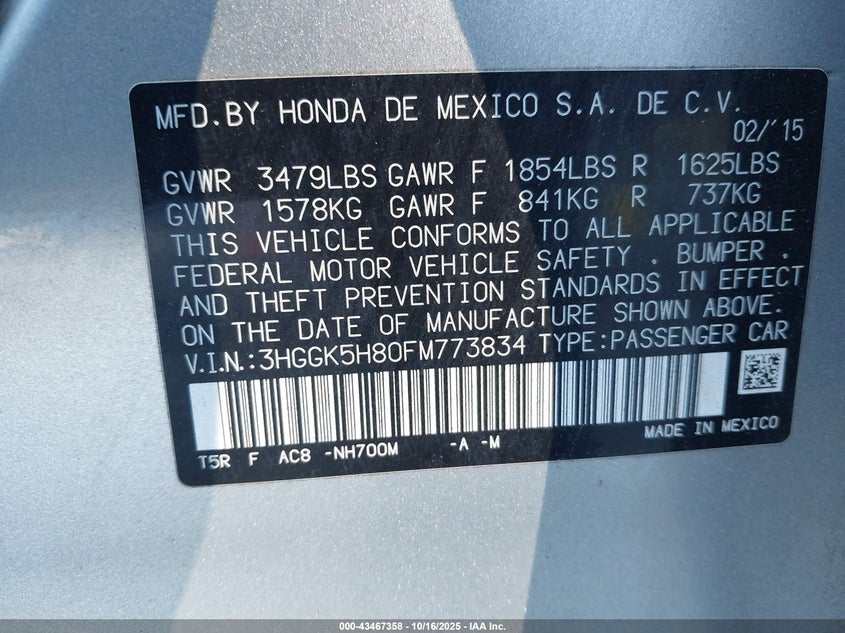 MFD.BY HONDA DE MEXICO S.A. DE C.V.
02/'15
GVWR 3479LBS GAWR F 1854LBS R 1625LBS
GVWR 1578KG GAWR F 841KG R 737KG
THIS VEHICLE CONFORMS TO ALL APPLICABLE
FEDERAL MOTOR VEHICLE SAFETY , BUMPER ,
AND THEFT PREVENTION STANDARDS IN EFFECT
ON THE DATE OF MANUFACTURE SHOWN ABOVE.
V.I.N.:3HGGK5H80FM773834 TYPE:PASSENGER CAR
MADE IN MEXICO
T5R F AC8 -NH700M -A -M
000-43467358 | 10/16/2025 - IAA Inc.